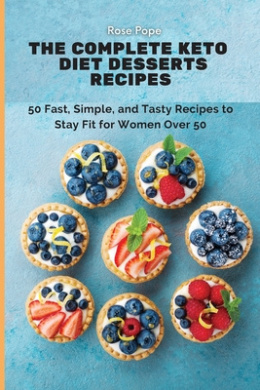 Rose Pope
THE COMPLETE KETO
DIET DESSERTS
RECIPES
50 Fast, Simple, and Tasty Recipes to
Stay Fit for Women Over 50